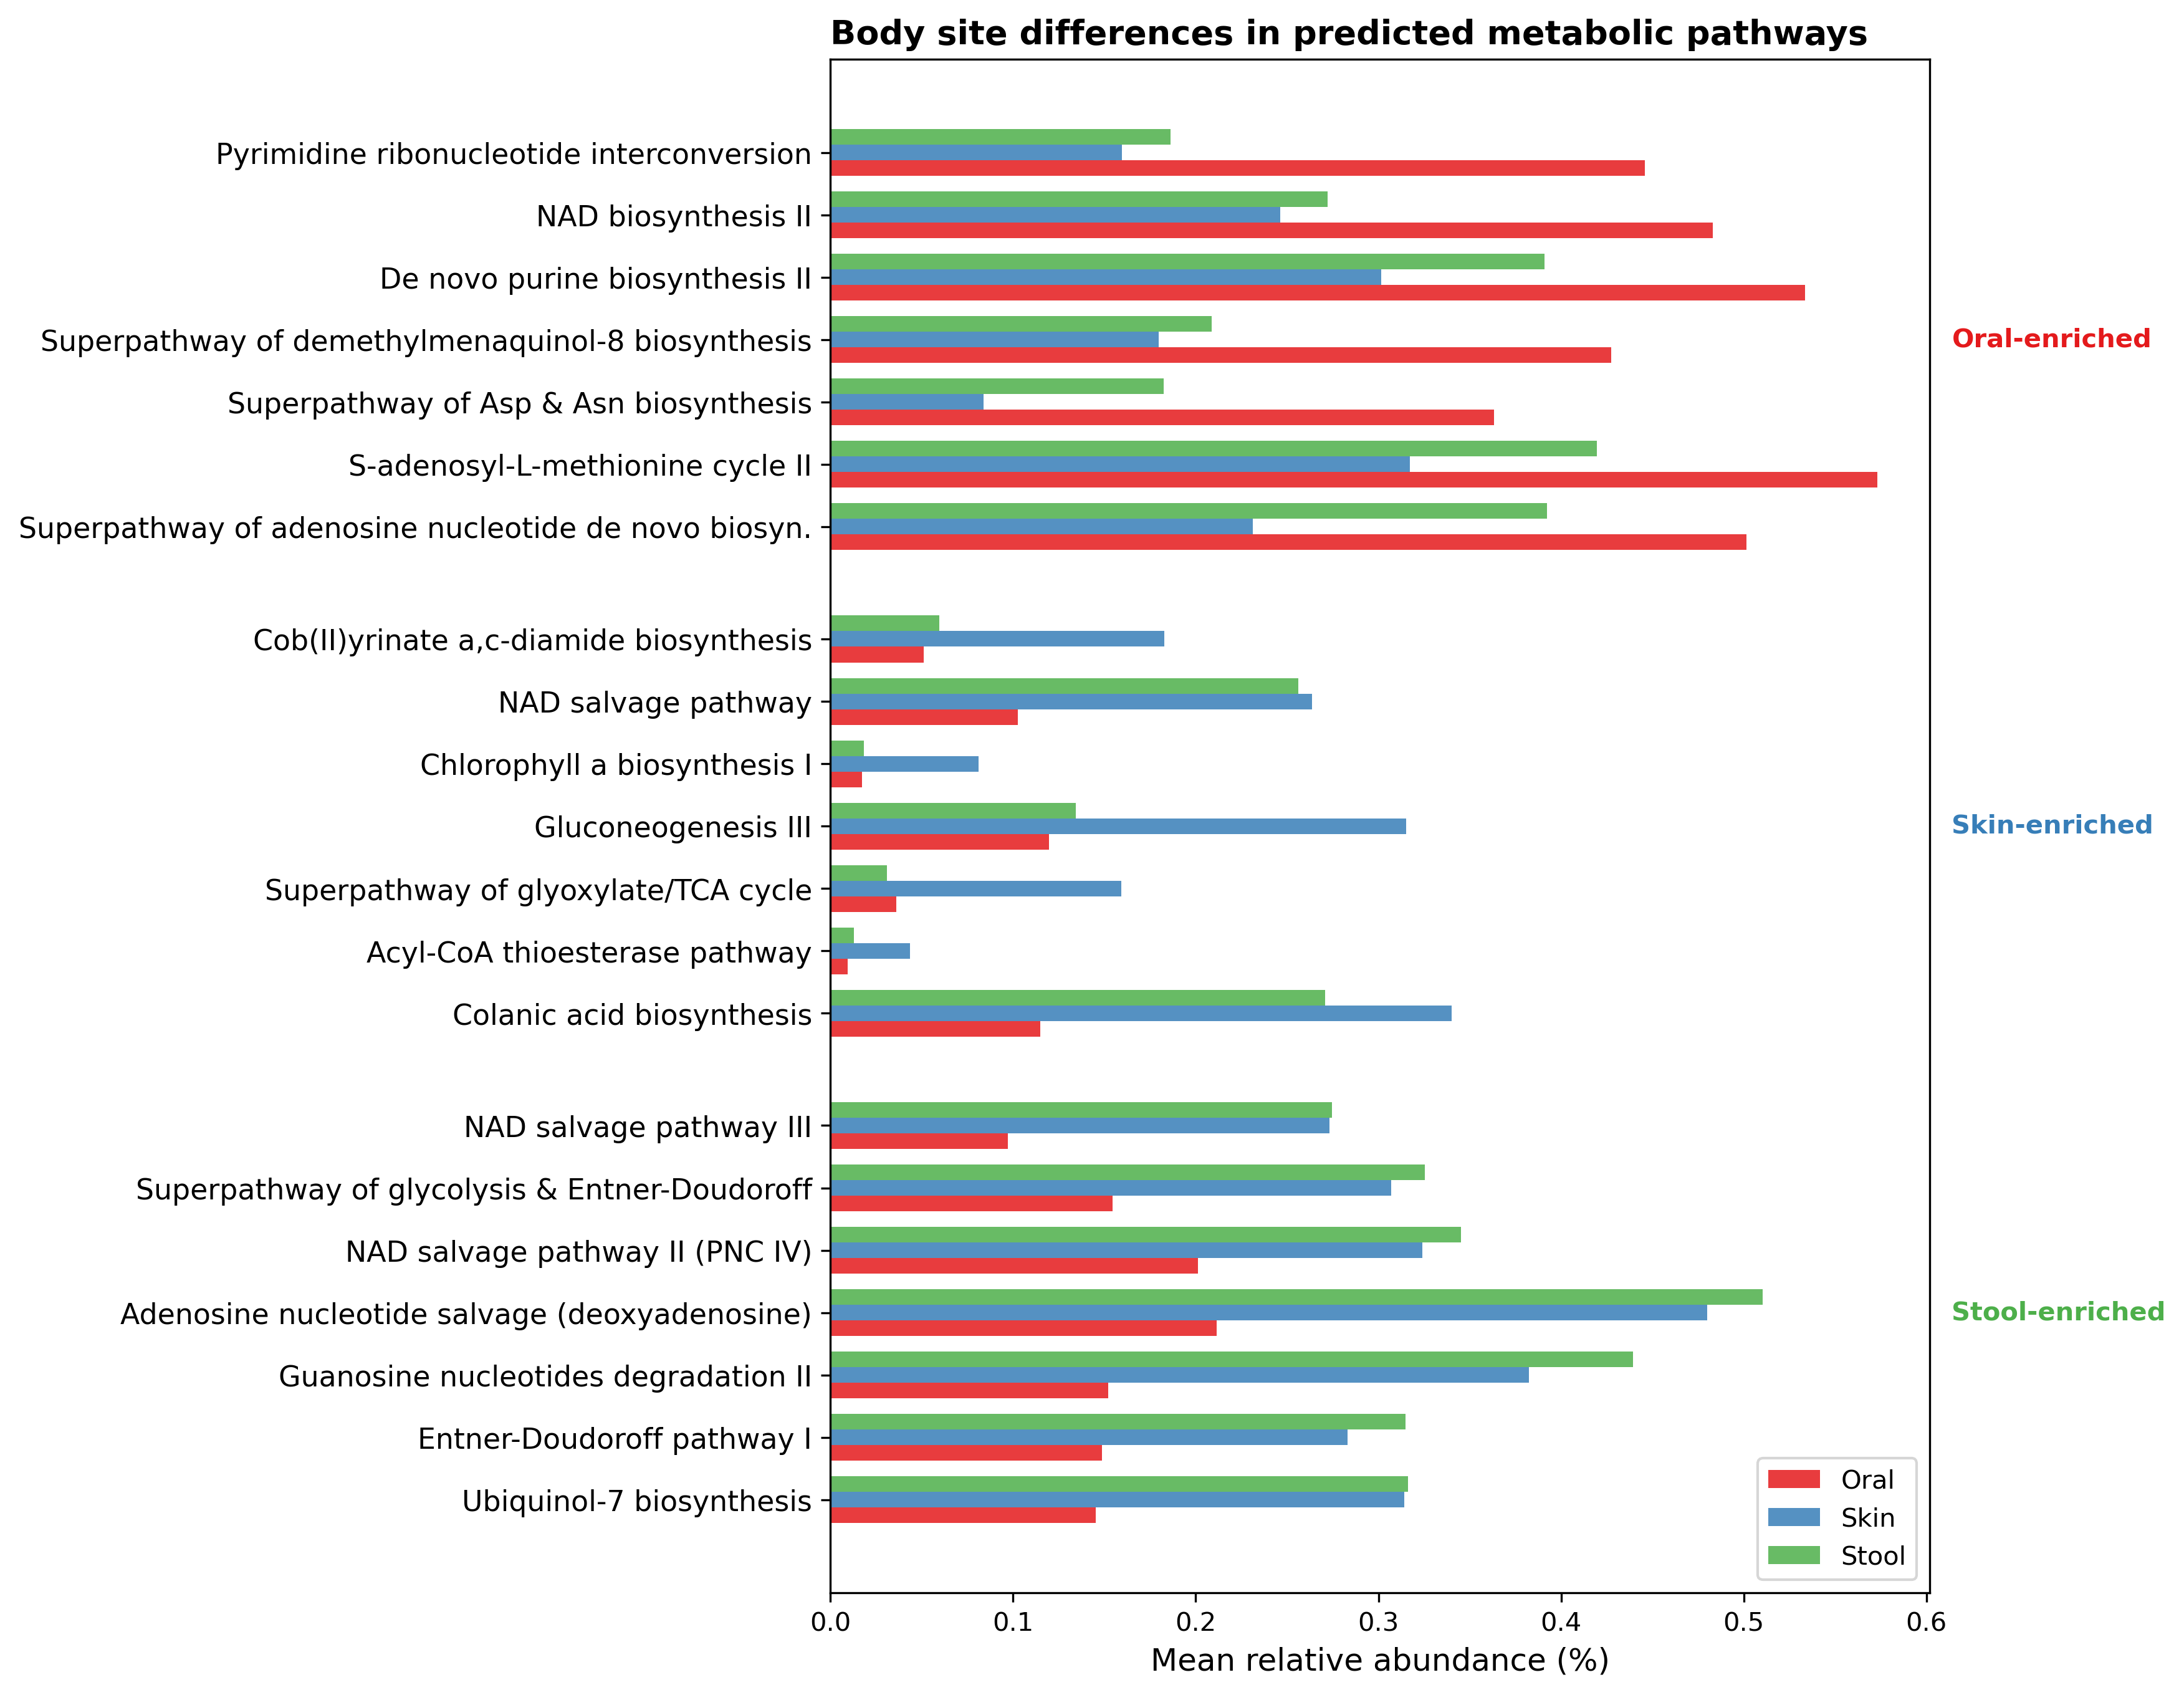 Body site differences in predicted metabolic pathways
Pyrimidine ribonucleotide interconversion
NAD biosynthesis II
De novo purine biosynthesis II
Superpathway of demethylmenaquinol-8 biosynthesis
Oral-enriched
Superpathway of Asp & Asn biosynthesis
S-adenosyl-L-methionine cycle II
Superpathway of adenosine nucleotide de novo biosyn.
Cob(II)yrinate a,c-diamide biosynthesis
NAD salvage pathway
Chlorophyll a biosynthesis I
Gluconeogenesis III
Skin-enriched
Superpathway of glyoxylate/TCA cycle
Acyl-CoA thioesterase pathway
Colanic acid biosynthesis
NAD salvage pathway III
Superpathway of glycolysis & Entner-Doudoroff
NAD salvage pathway II (PNC IV)
Adenosine nucleotide salvage (deoxyadenosine)
Stool-enriched
Guanosine nucleotides degradation II
Entner-Doudoroff pathway I
Ubiquinol-7 biosynthesis
Oral
Skin
Stool
0.0 0.1 0.2 0.3 0.4 0.5 0.6
Mean relative abundance (%)